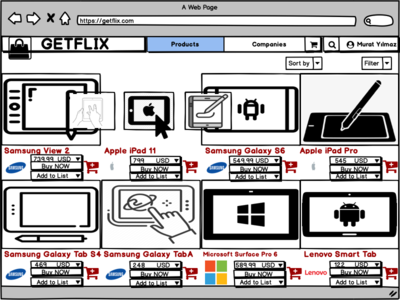 A Web Page
https://getflix.com
GETFLIX
Products
Companies
Murat Yılmaz
Sort by
Filter
Samsung View 2
Apple iPad 11
Samsung Galaxy S6
Apple iPad Pro
SAMSUNG
739.99 USD
Buy NOW
Add to List
799 USD
Buy NOW
Add to List
SAMSUNG
549.99 USD
Buy NOW
Add to List
545 USD
Buy NOW
Add to List
Samsung Galaxy Tab S4
Samsung Galaxy TabA
Microsoft Surface Pro 6
Lenovo Smart Tab
SAMSUNG
469 USD
Buy NOW
Add to List
SAMSUNG
248 USD
Buy NOW
Add to List
589.99 USD
Buy NOW
Add to List
Lenovo
122 USD
Buy NOW
Add to List